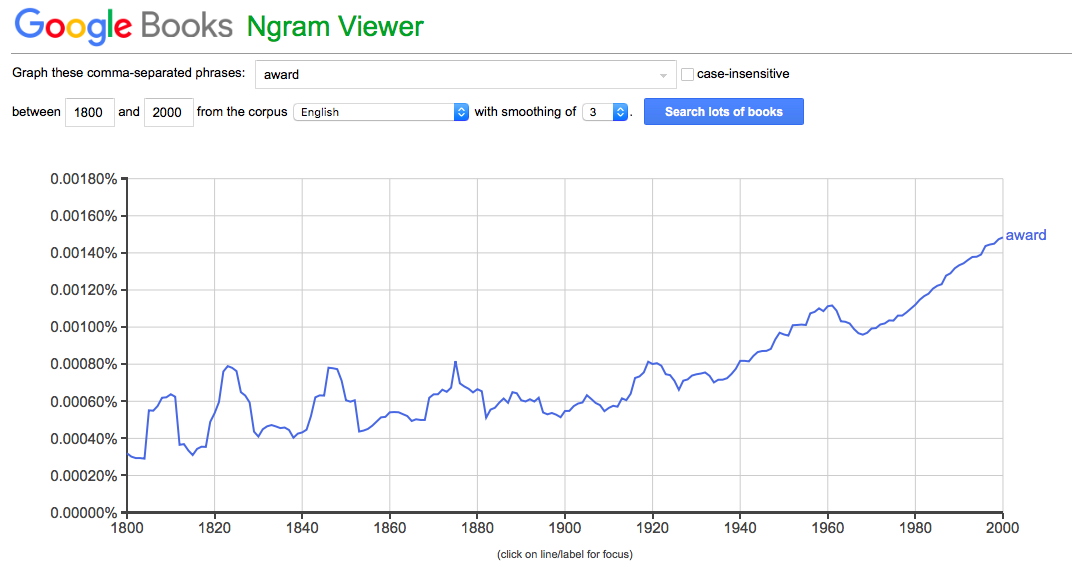 Google Books Ngram Viewer
Graph these comma-separated phrases: award case-insensitive
between 1800 and 2000 from the corpus English with smoothing of 3 . Search lots of books
0.00180%
0.00160%
award
0.00140%
0.00120%
0.00100%
0.00080%
0.00060%
0.00040%
0.00020%
0.00000%
1800 1820 1840 1860 1880 1900 1920 1940 1960 1980 2000
(click on line/label for focus)